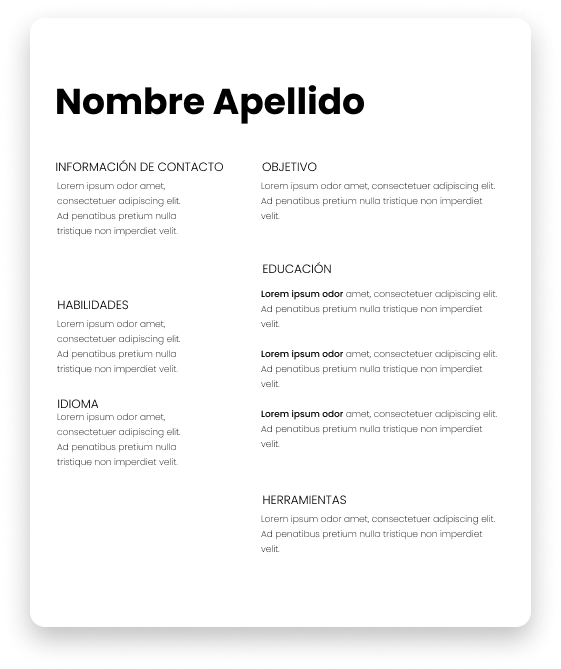 Nombre Apellido
INFORMACIÓN DE CONTACTO
Lorem ipsum odor amet,
consectetuer adipiscing elit.
Ad penatibus pretium nulla
tristique non imperdiet velit.
HABILIDADES
Lorem ipsum odor amet,
consectetuer adipiscing elit.
Ad penatibus pretium nulla
tristique non imperdiet velit.
IDIOMA
Lorem ipsum odor amet,
consectetuer adipiscing elit.
Ad penatibus pretium nulla
tristique non imperdiet velit.
OBJETIVO
Lorem ipsum odor amet, consectetuer adipiscing elit.
Ad penatibus pretium nulla tristique non imperdiet
velit.
EDUCACIÓN
Lorem ipsum odor amet, consectetuer adipiscing elit.
Ad penatibus pretium nulla tristique non imperdiet
velit.
Lorem ipsum odor amet, consectetuer adipiscing elit.
Ad penatibus pretium nulla tristique non imperdiet
velit.
Lorem ipsum odor amet, consectetuer adipiscing elit.
Ad penatibus pretium nulla tristique non imperdiet
velit.
HERRAMIENTAS
Lorem ipsum odor amet, consectetuer adipiscing elit.
Ad penatibus pretium nulla tristique non imperdiet
velit.